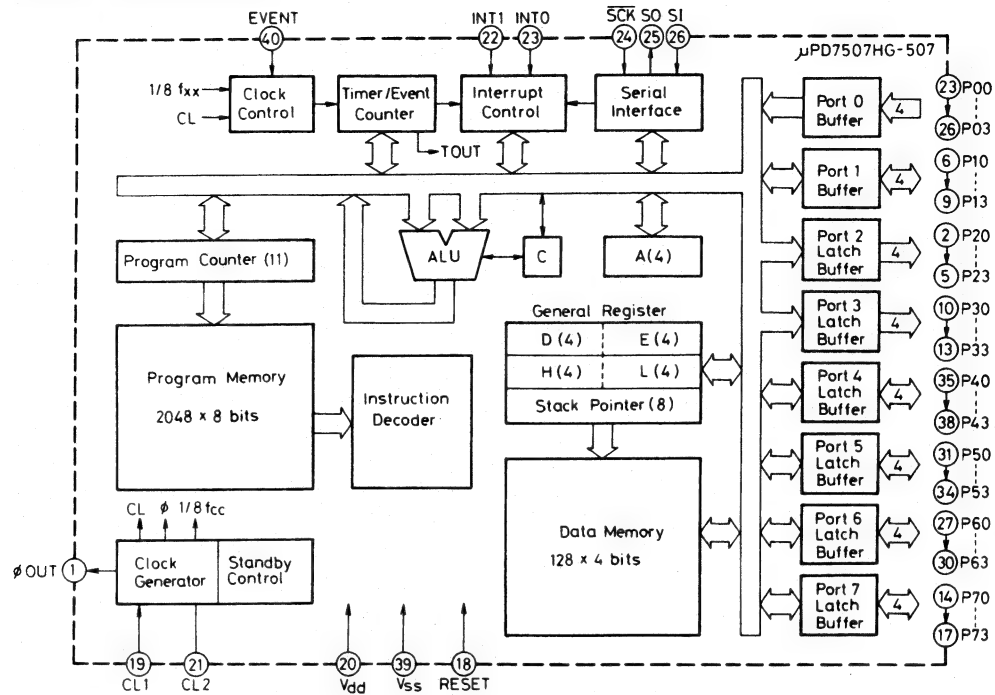 EVENT
40
INT1 INT0
22 23
SCK SO SI
24 25 26
μPD7507HG-507
1/8 fxx
CL
Clock
Control
Timer/Event
Counter
TOUT
Interrupt
Control
Serial
Interface
Port 0
Buffer
4
23 P00
26 P03
Port 1
Buffer
4
6 P10
9 P13
Program Counter (11)
ALU
C
A(4)
Port 2
Latch
Buffer
4
2 P20
5 P23
General Register
D (4) E (4)
H (4) L (4)
Stack Pointer (8)
Port 3
Latch
Buffer
4
10 P30
13 P33
Program Memory
2048 x 8 bits
Instruction
Decoder
Port 4
Latch
Buffer
4
35 P40
38 P43
Port 5
Latch
Buffer
4
31 P50
34 P53
Data Memory
128 x 4 bits
Port 6
Latch
Buffer
4
27 P60
30 P63
CL ϕ 1/8 fcc
Clock
Generator
Standby
Control
ϕ OUT 1
Port 7
Latch
Buffer
4
14 P70
17 P73
19
CL1
21
CL2
20
Vdd
39
Vss
18
RESET